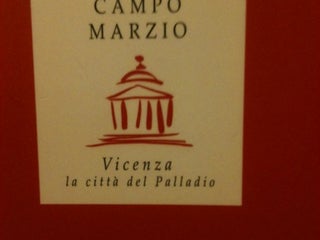 CAMPO
MARZIO
Vicenza
la città del Palladio